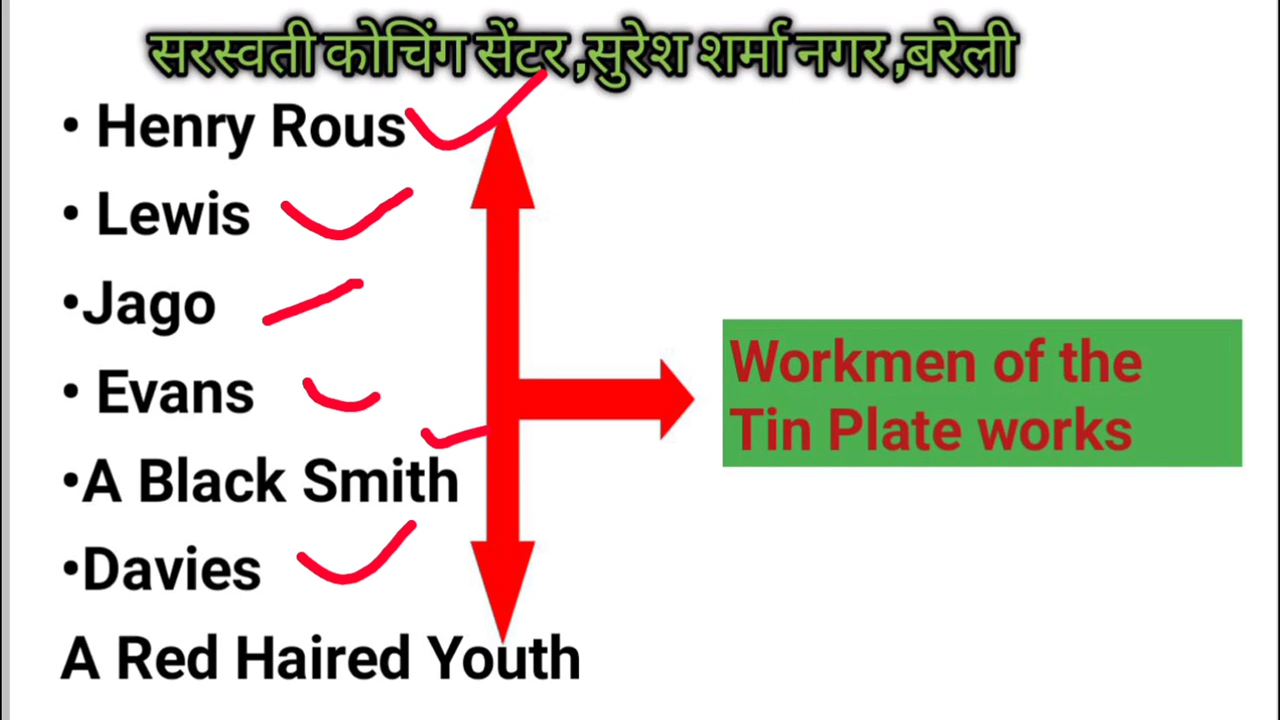 सरस्वती कोचिंग सेंटर ,सुरेश शर्मा नगर ,बरेली
• Henry Rous
• Lewis
•Jago
• Evans
•A Black Smith
•Davies
A Red Haired Youth
Workmen of the
Tin Plate works